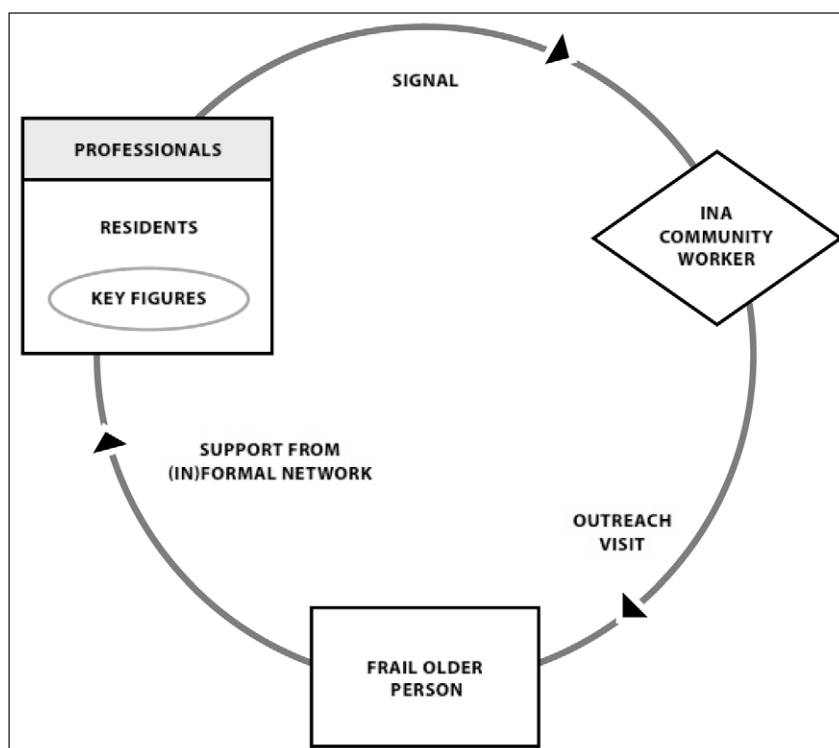 SIGNAL
PROFESSIONALS
RESIDENTS
KEY FIGURES
INA
COMMUNITY
WORKER
SUPPORT FROM
(IN)FORMAL NETWORK
OUTREACH
VISIT
FRAIL OLDER
PERSON